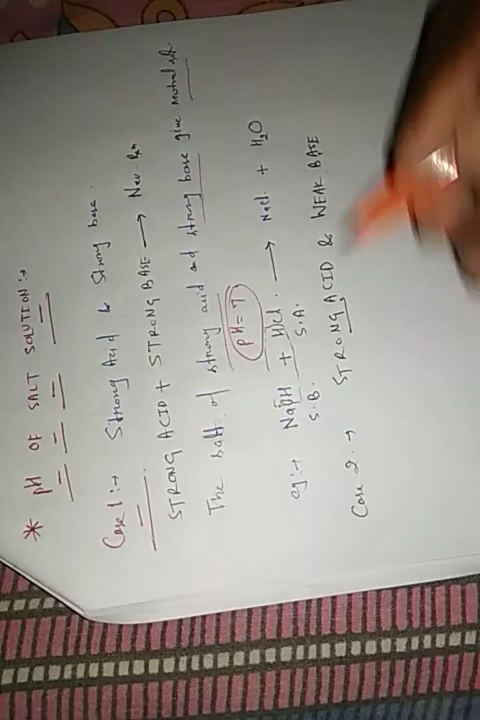 * pH OF SALT SOLUTION :→
Case 1 :→ Strong Acid & Strong base.
STRONG ACID + STRONG BASE → Neu
The salt of strong acid and strong base give neutral sol.
pH = 7
eg :→ NaOH + HCl. → NaCl + H₂O
S.B. S.A.
Case 2 :→ STRONG ACID & WEAK BASE